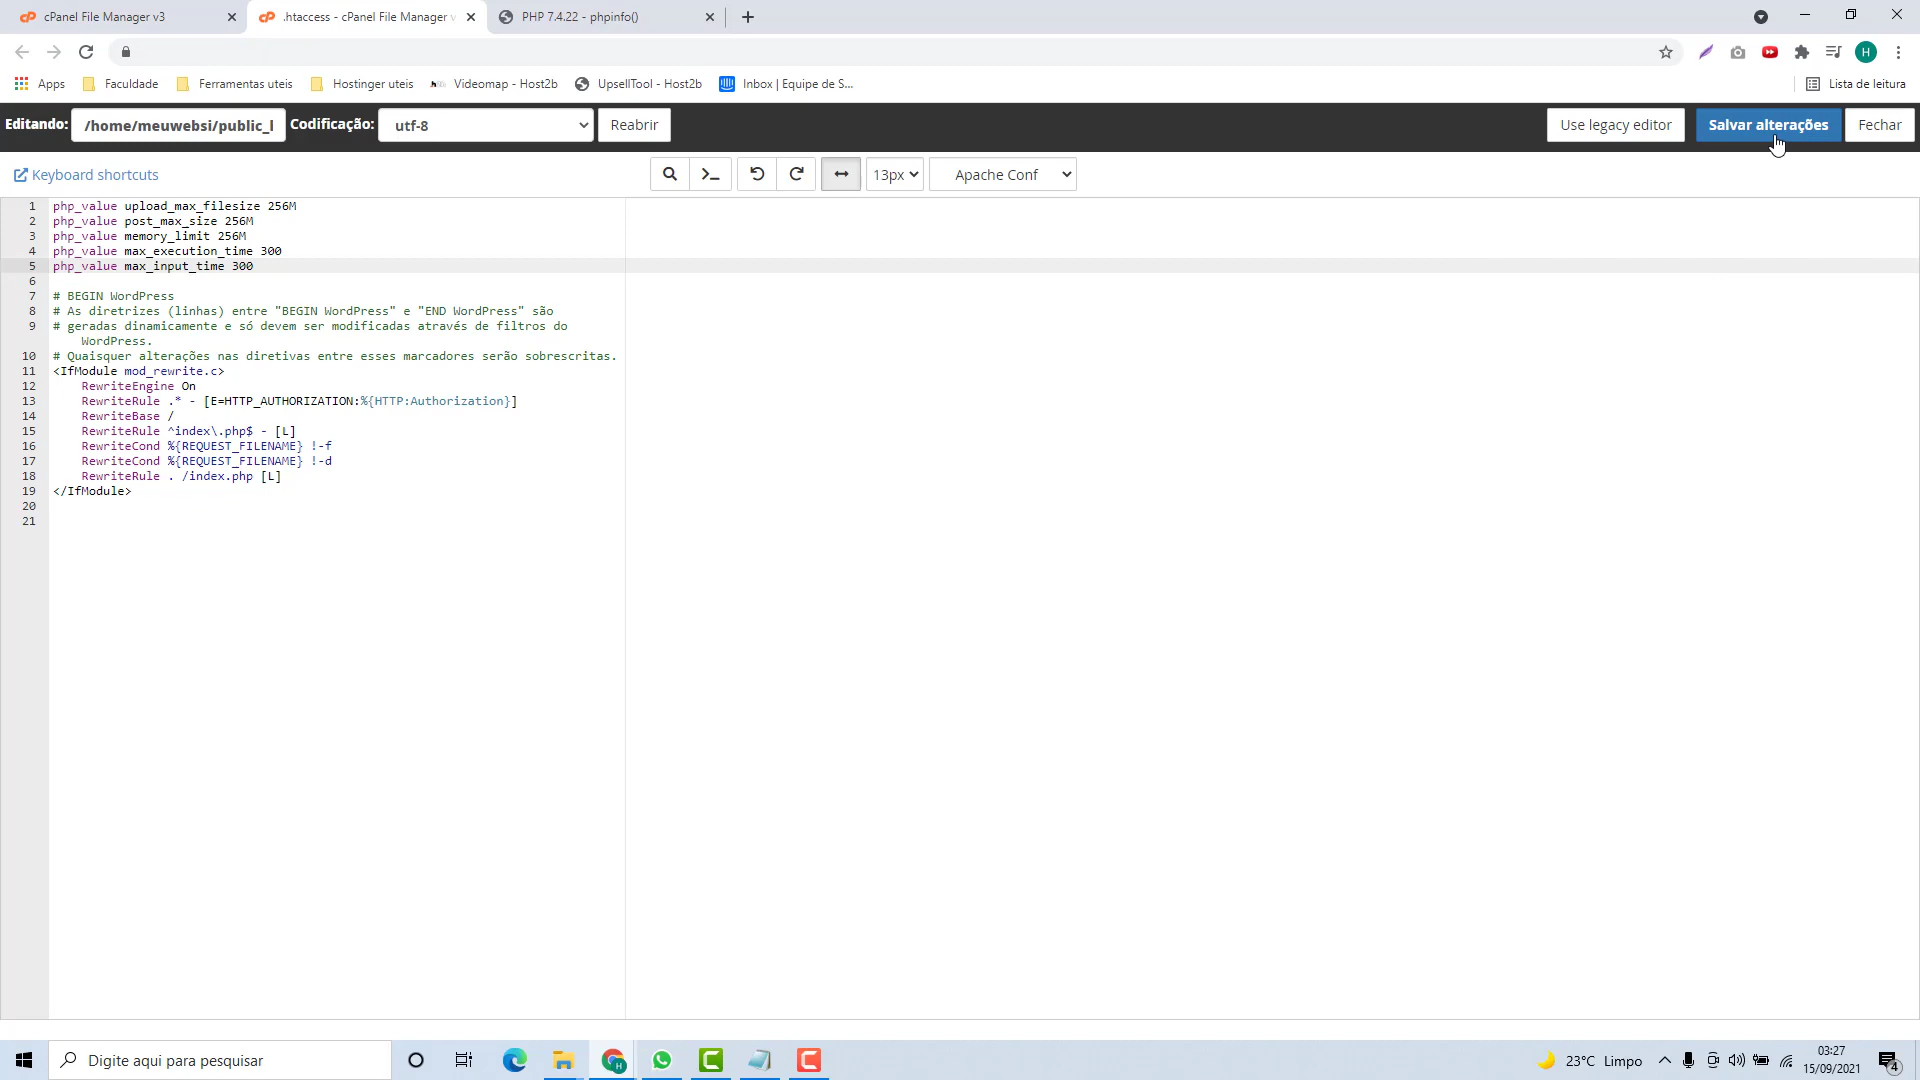 cPanel File Manager v3
.htaccess - cPanel File Manager v
PHP 7.4.22 - phpinfo()
Apps
Faculdade
Ferramentas uteis
Hostinger uteis
Videomap - Host2b
UpsellTool - Host2b
Inbox | Equipe de S...
Lista de leitura
Editando:
/home/meuwebsi/public_l
Codificação:
utf-8
Reabrir
Use legacy editor
Salvar alterações
Fechar
Keyboard shortcuts
13px
Apache Conf
1 php_value upload_max_filesize 256M
2 php_value post_max_size 256M
3 php_value memory_limit 256M
4 php_value max_execution_time 300
5 php_value max_input_time 300
6
7 # BEGIN WordPress
8 # As diretrizes (linhas) entre "BEGIN WordPress" e "END WordPress" são
9 # geradas dinamicamente e só devem ser modificadas através de filtros do
WordPress.
10 # Quaisquer alterações nas diretivas entre esses marcadores serão sobrescritas.
11 <IfModule mod_rewrite.c>
12 RewriteEngine On
13 RewriteRule .* - [E=HTTP_AUTHORIZATION:%{HTTP:Authorization}]
14 RewriteBase /
15 RewriteRule ^index\.php$ - [L]
16 RewriteCond %{REQUEST_FILENAME} !-f
17 RewriteCond %{REQUEST_FILENAME} !-d
18 RewriteRule . /index.php [L]
19 </IfModule>
20
21
Digite aqui para pesquisar
23°C Limpo
03:27
15/09/2021
4